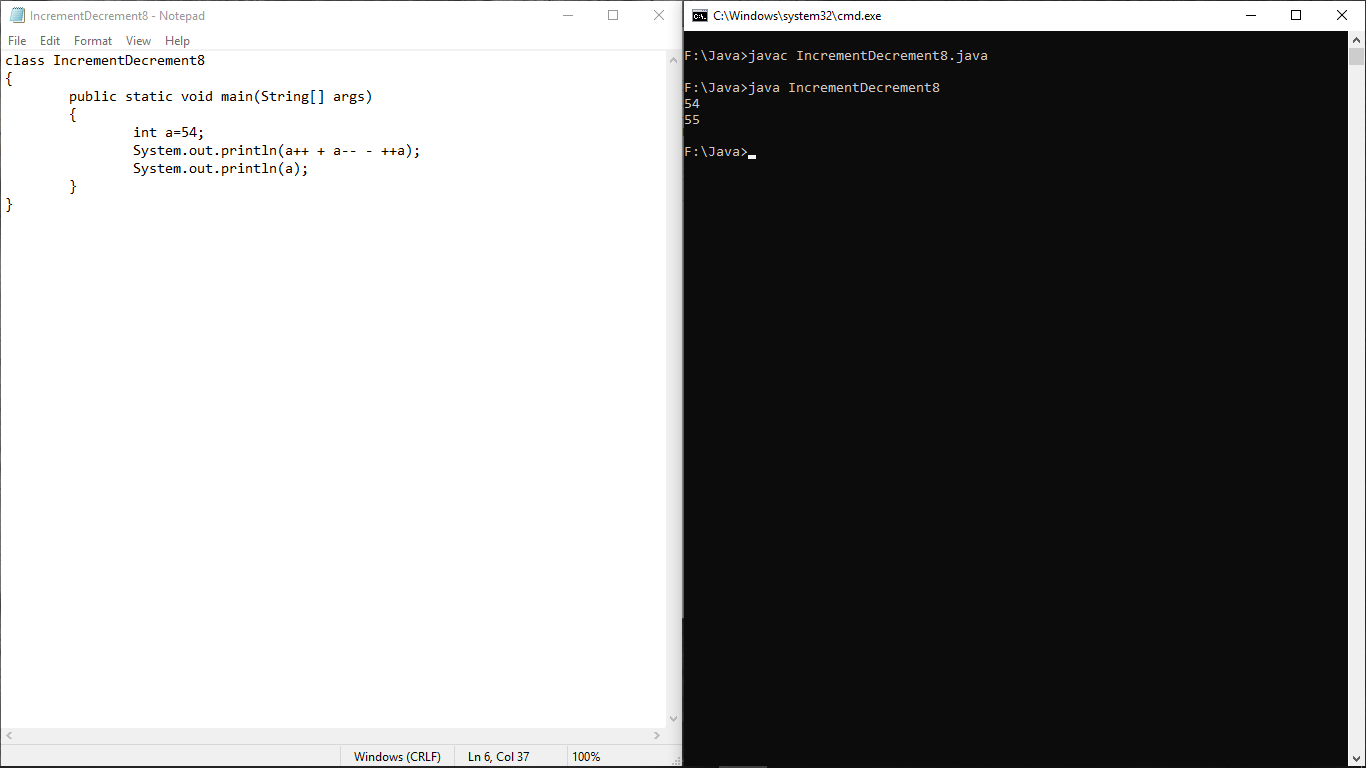 IncrementDecrement8 - Notepad
File Edit Format View Help
class IncrementDecrement8
{
        public static void main(String[] args)
        {
                int a=54;
                System.out.println(a++ + a-- - ++a);
                System.out.println(a);
        }
}
Windows (CRLF) Ln 6, Col 37 100%
C:\Windows\system32\cmd.exe
F:\Java>javac IncrementDecrement8.java
F:\Java>java IncrementDecrement8
54
55
F:\Java>